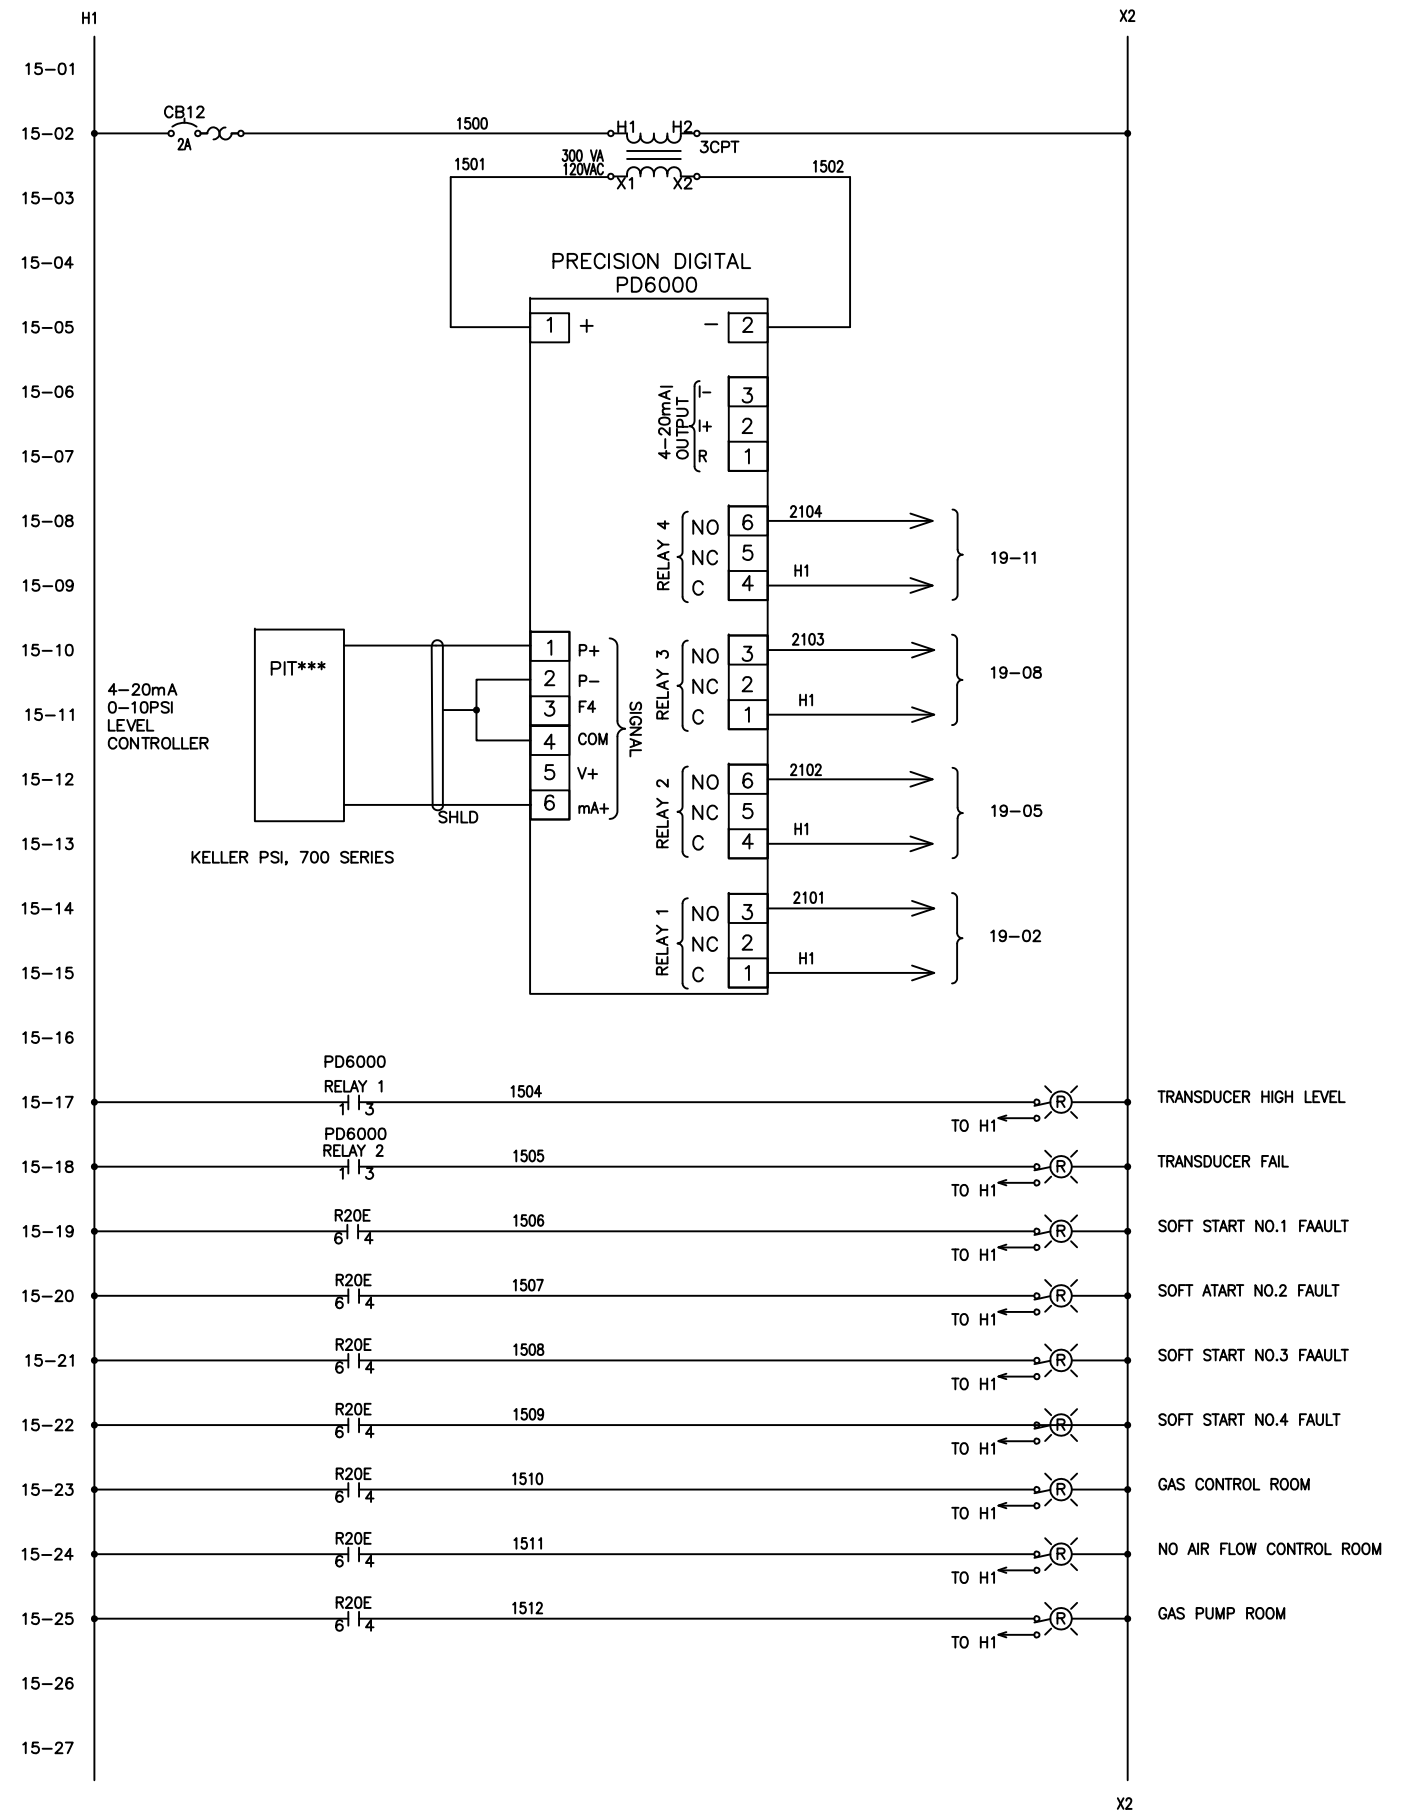 H1
X2
15-01
CB12
15-02
2A
1500
H1
H2
3CPT
1501
300 VA
120VAC
X1
X2
1502
15-03
15-04
PRECISION DIGITAL
PD6000
15-05
1
+
-
2
15-06
4-20mA
OUTPUT
I-
3
I+
2
15-07
R
1
15-08
RELAY 4
NO
6
2104
NC
5
19-11
15-09
C
4
H1
15-10
PIT***
1
P+
RELAY 3
NO
3
2103
2
P-
NC
2
19-08
4-20mA
0-10PSI
LEVEL
CONTROLLER
15-11
3
F4
SIGNAL
C
1
H1
4
COM
15-12
5
V+
RELAY 2
NO
6
2102
6
mA+
NC
5
19-05
SHLD
15-13
C
4
H1
KELLER PSI, 700 SERIES
15-14
RELAY 1
NO
3
2101
NC
2
19-02
15-15
C
1
H1
15-16
PD6000
RELAY 1
15-17
1
3
1504
R
TO H1
TRANSDUCER HIGH LEVEL
PD6000
RELAY 2
15-18
1
3
1505
R
TO H1
TRANSDUCER FAIL
R20E
15-19
6
4
1506
R
TO H1
SOFT START NO.1 FAAULT
R20E
15-20
6
4
1507
R
TO H1
SOFT ATART NO.2 FAULT
R20E
15-21
6
4
1508
R
TO H1
SOFT START NO.3 FAAULT
R20E
15-22
6
4
1509
R
TO H1
SOFT START NO.4 FAULT
R20E
15-23
6
4
1510
R
TO H1
GAS CONTROL ROOM
R20E
15-24
6
4
1511
R
TO H1
NO AIR FLOW CONTROL ROOM
R20E
15-25
6
4
1512
R
TO H1
GAS PUMP ROOM
15-26
15-27
X2